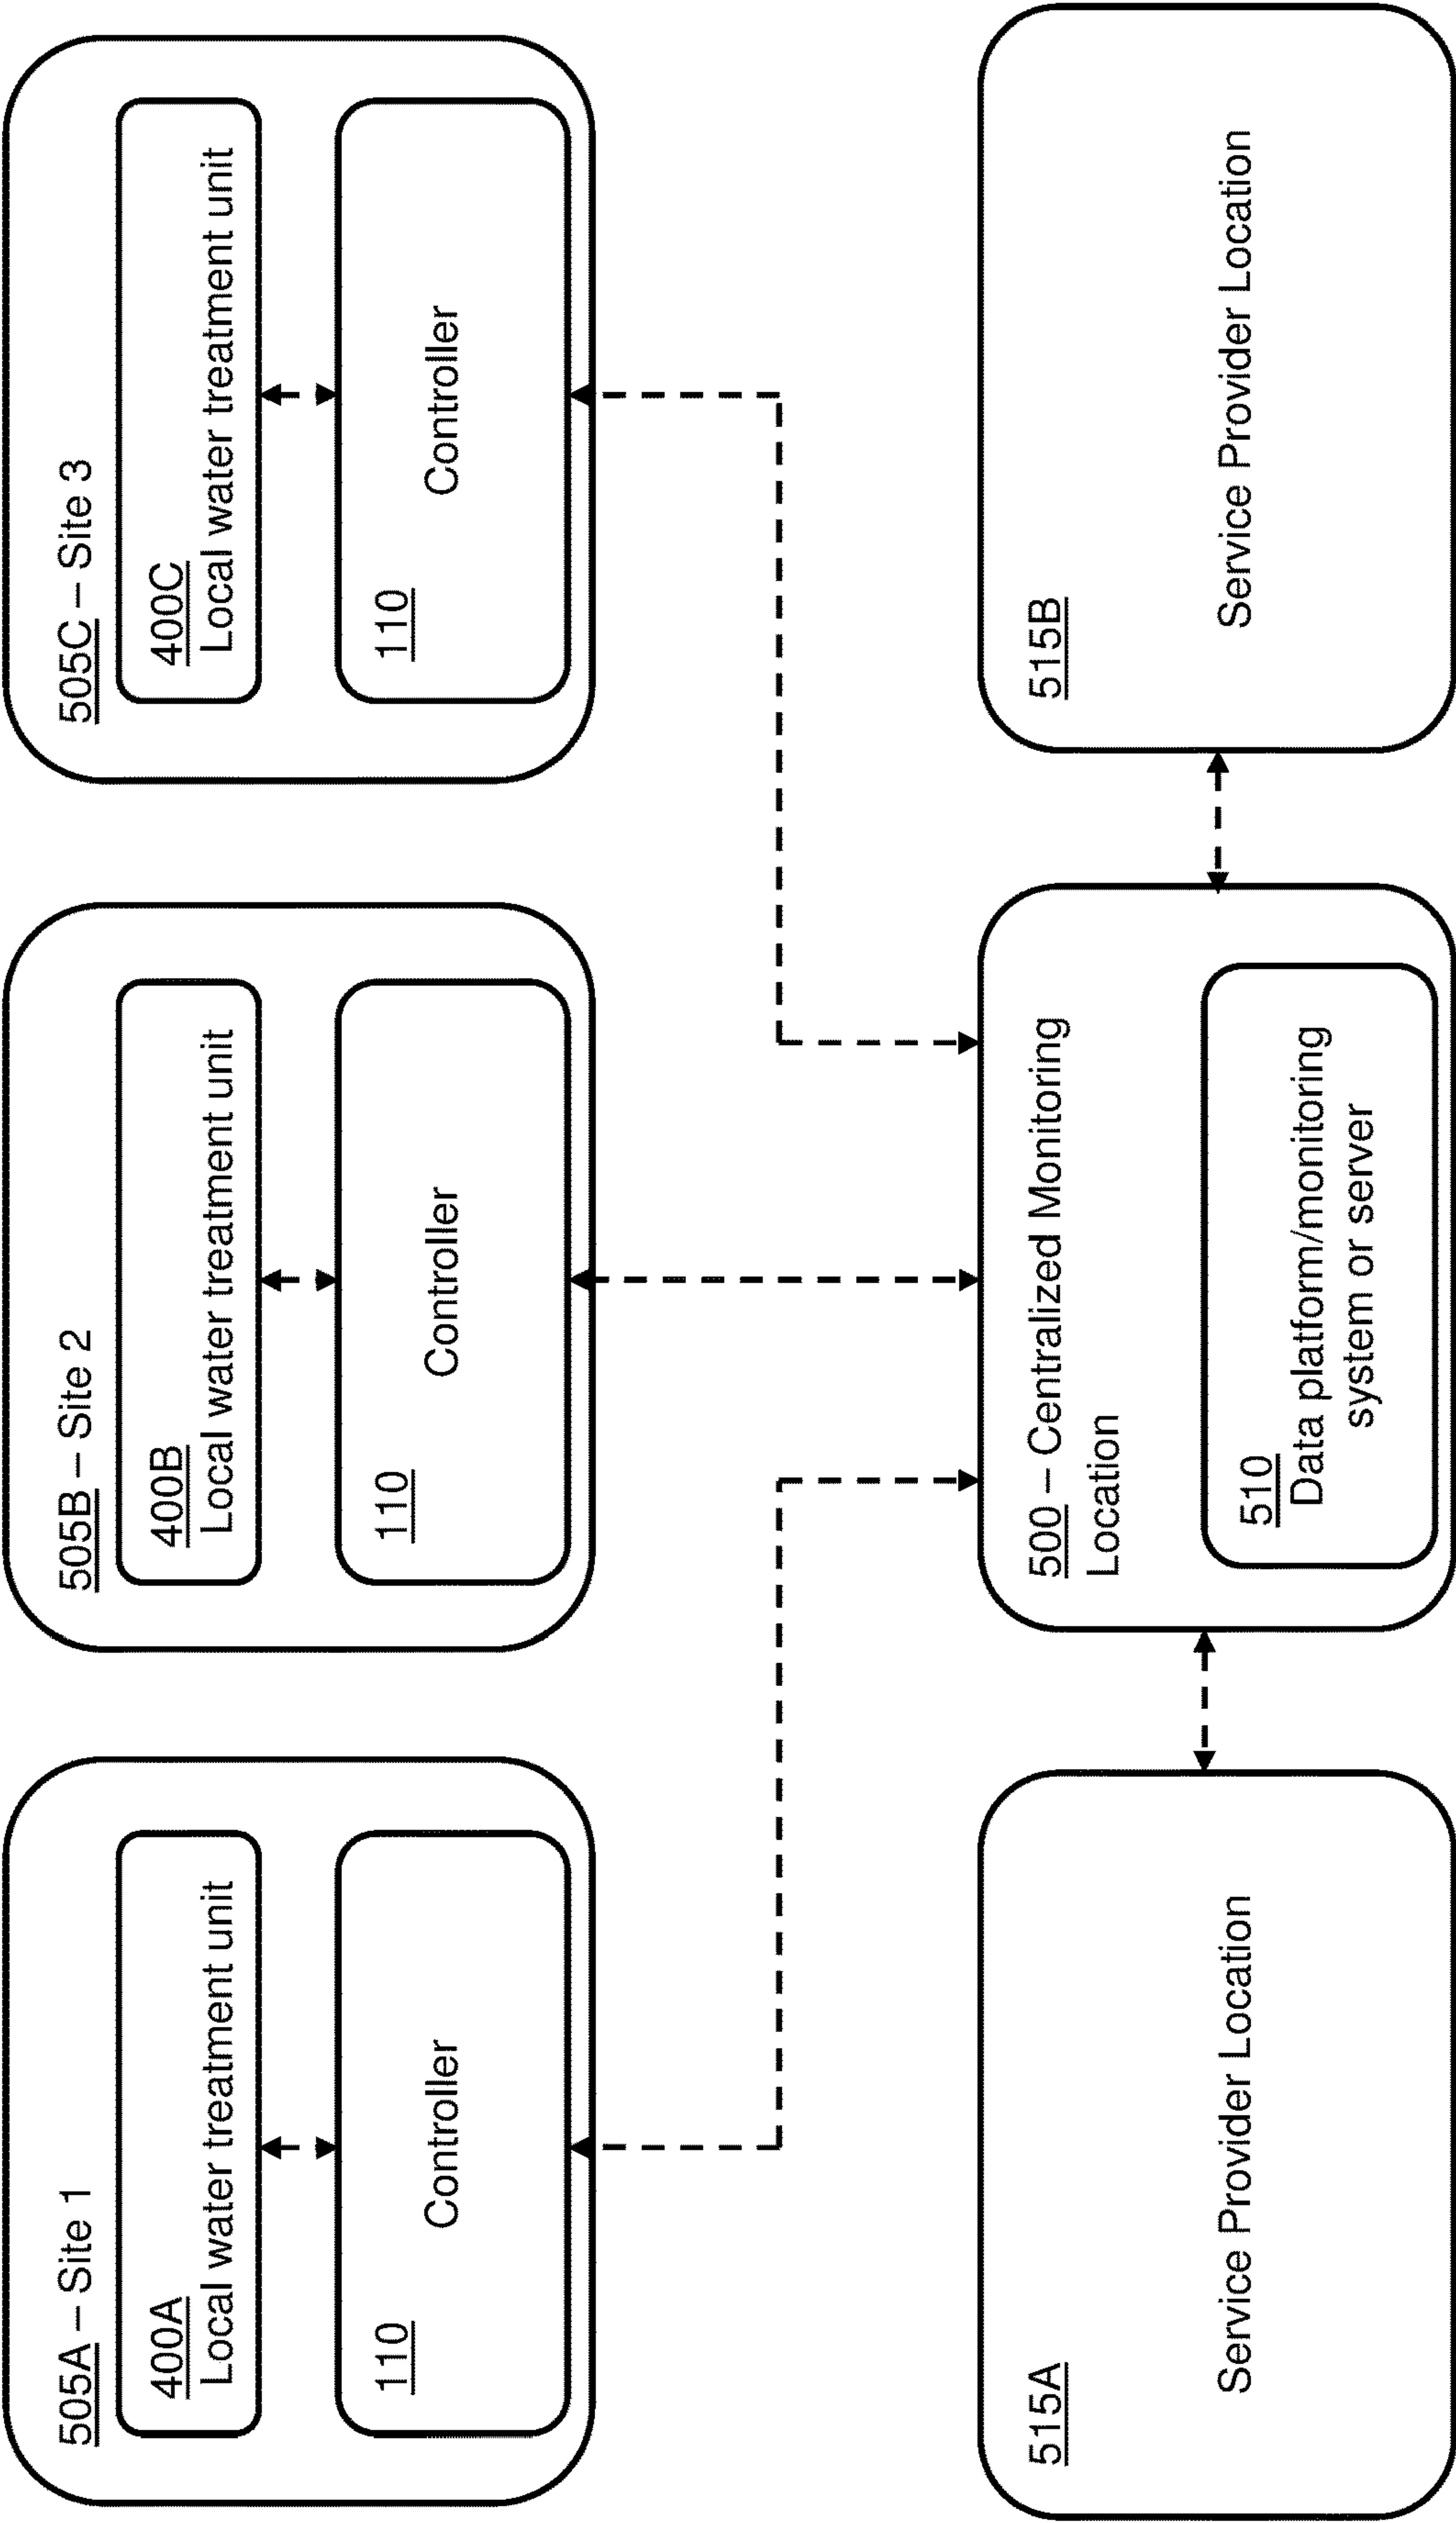 505A – Site 1
400A
Local water treatment unit
110
Controller
505B – Site 2
400B
Local water treatment unit
110
Controller
505C – Site 3
400C
Local water treatment unit
110
Controller
515A
Service Provider Location
500 – Centralized Monitoring
Location
510
Data platform/monitoring
system or server
515B
Service Provider Location